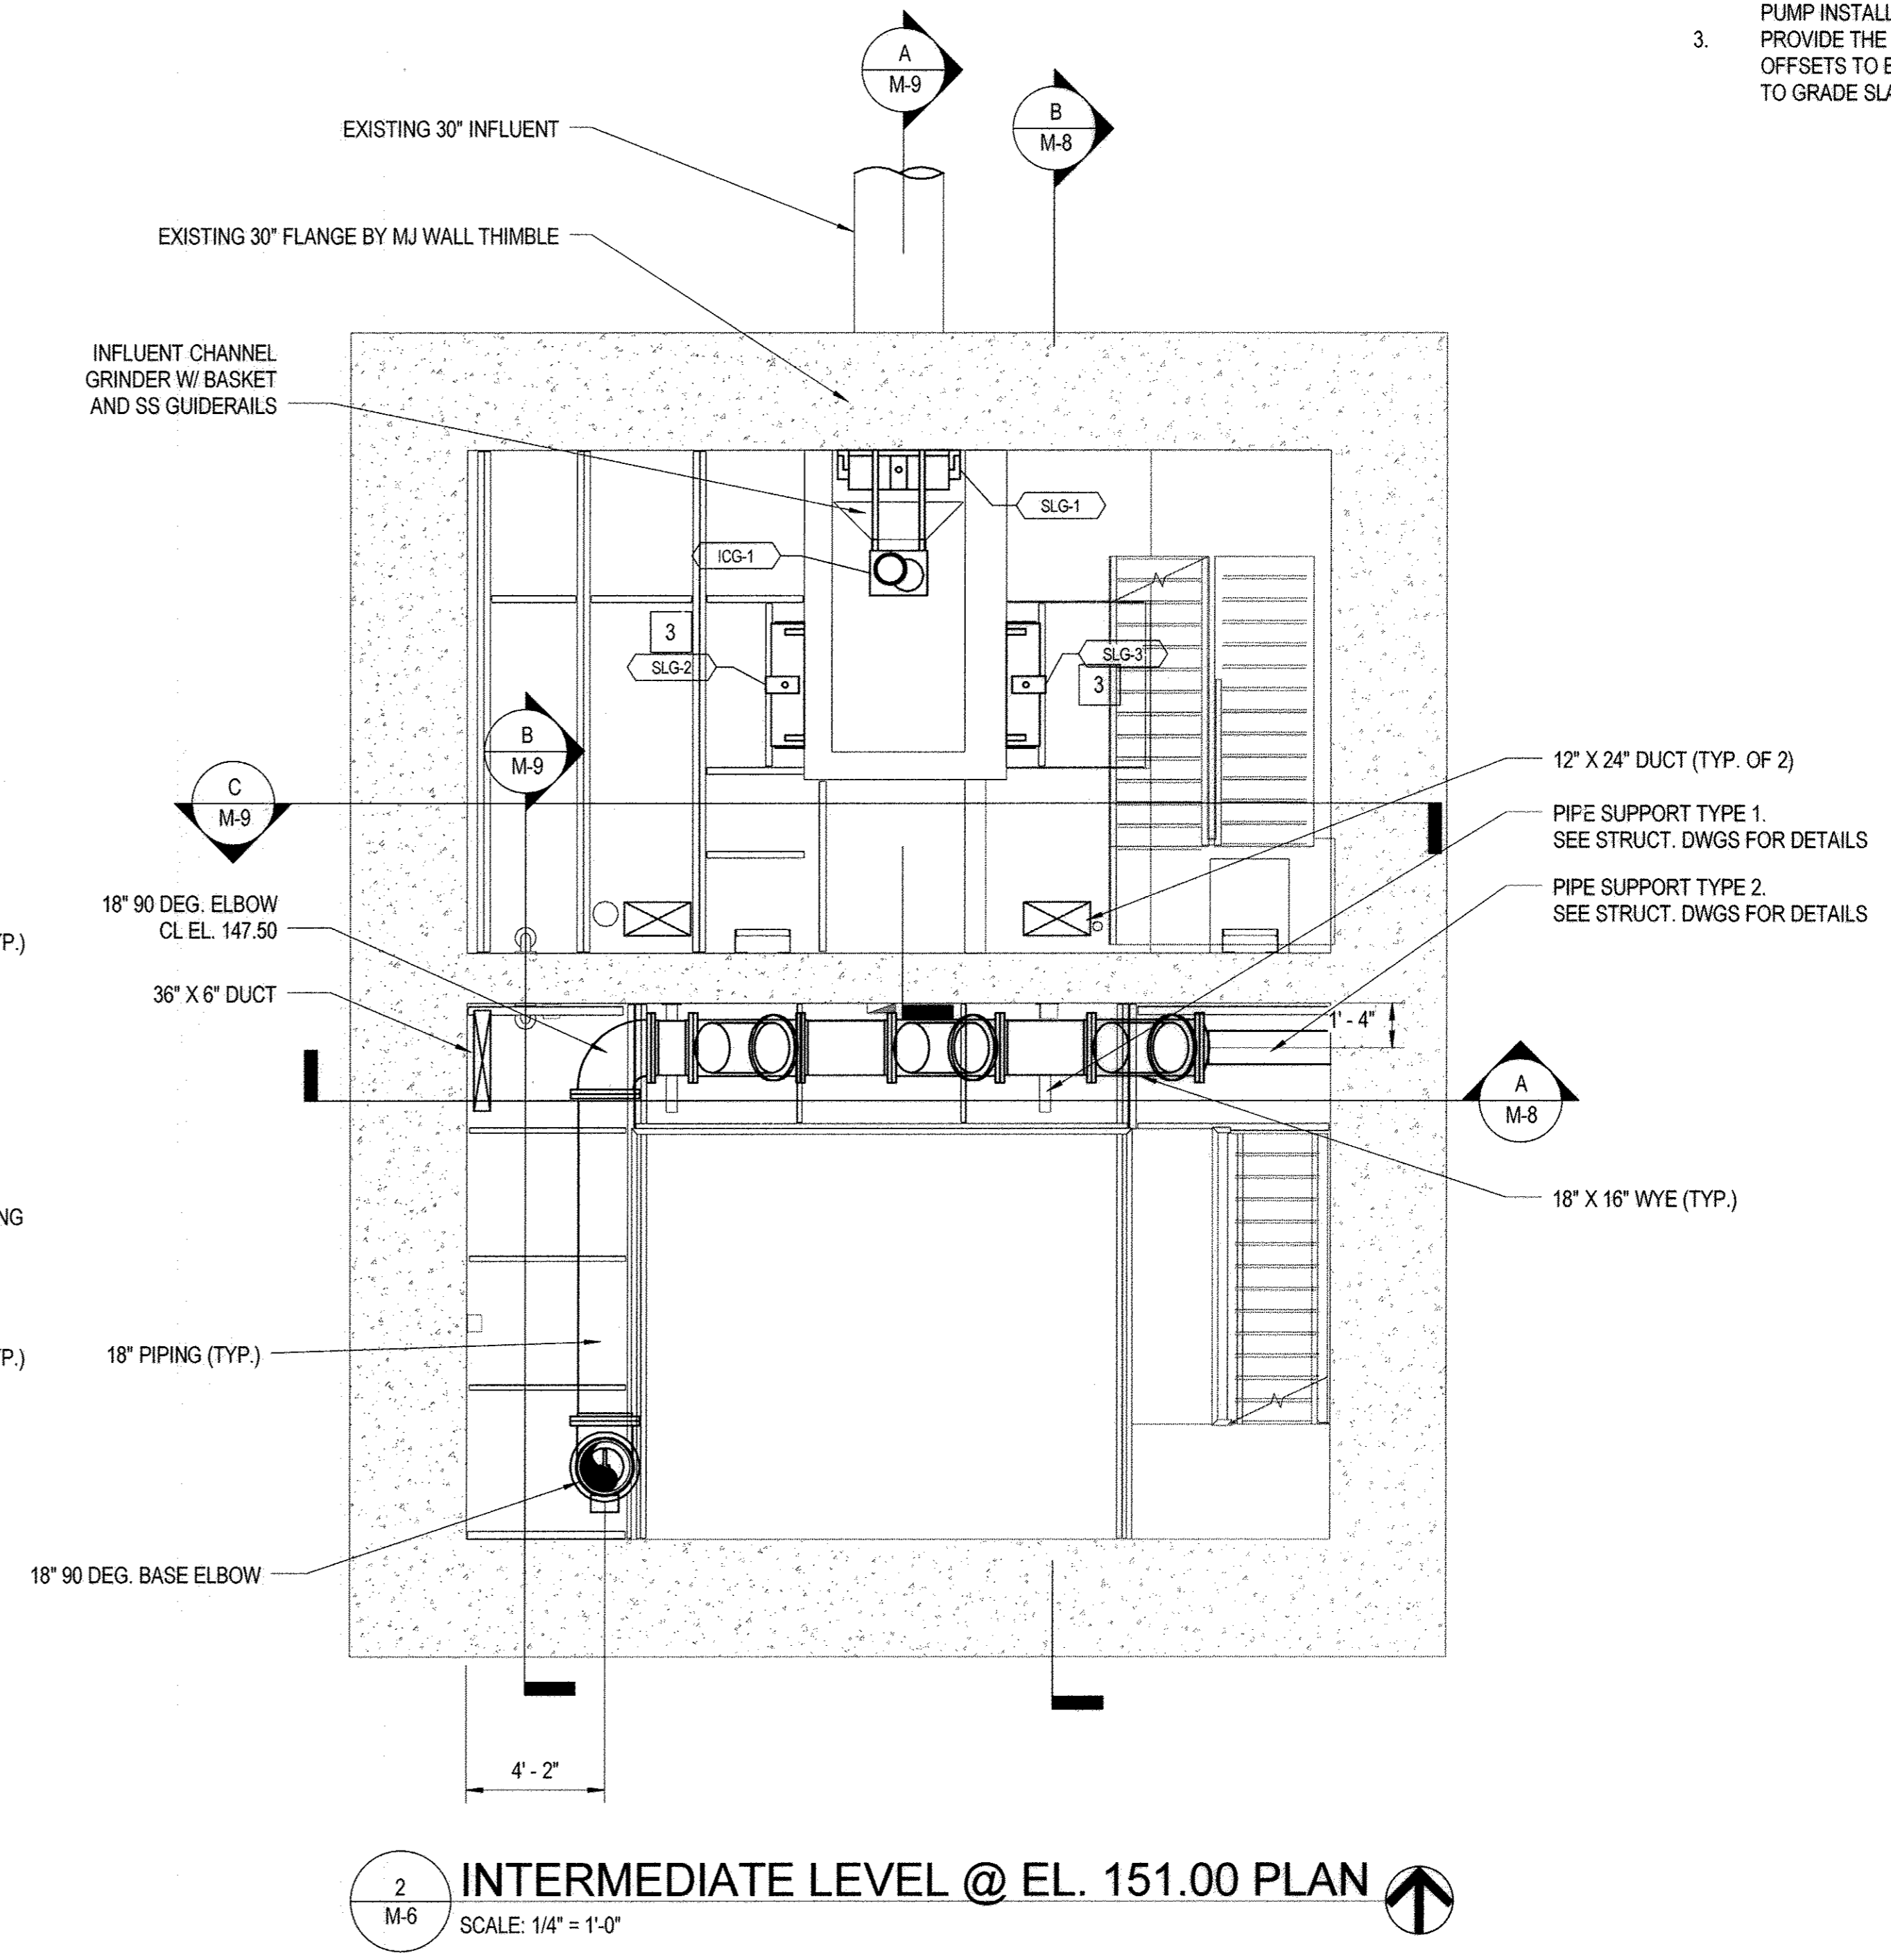 PUMP INSTALL
3. PROVIDE THE
OFFSETS TO
TO GRADE
A
M-9
B
M-8
EXISTING 30" INFLUENT
EXISTING 30" FLANGE BY MJ WALL THIMBLE
INFLUENT CHANNEL
GRINDER W/ BASKET
AND SS GUIDERAILS
SLG-1
ICG-1
3
SLG-2
SLG-3
3
B
M-9
C
M-9
12" X 24" DUCT (TYP. OF 2)
PIPE SUPPORT TYPE 1.
SEE STRUCT. DWGS FOR DETAILS
PIPE SUPPORT TYPE 2.
SEE STRUCT. DWGS FOR DETAILS
18" 90 DEG. ELBOW
CL EL. 147.50
P.)
36" X 6" DUCT
1' - 4"
A
M-8
18" X 16" WYE (TYP.)
NG
18" PIPING (TYP.)
P.)
18" 90 DEG. BASE ELBOW
4' - 2"
2
M-6
INTERMEDIATE LEVEL @ EL. 151.00 PLAN
SCALE: 1/4" = 1'-0"